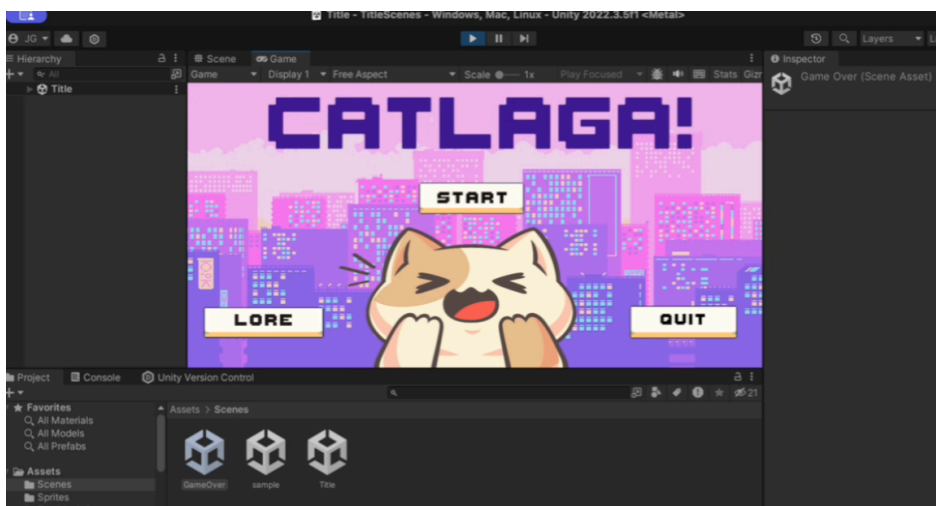 Title - TitleScenes - Windows, Mac, Linux - Unity 2022.3.5f1 <Metal>
JG
Layers
Hierarchy
Scene
Game
Inspector
All
Game
Display 1
Free Aspect
Scale
1x
Play Focused
Stats
Giz
Game Over (Scene Asset)
Title
CATLAGA!
START
LORE
QUIT
Project
Console
Unity Version Control
21
Favorites
All Materials
All Models
All Prefabs
Assets > Scenes
Assets
Scenes
Sprites
GameOver
sample
Title